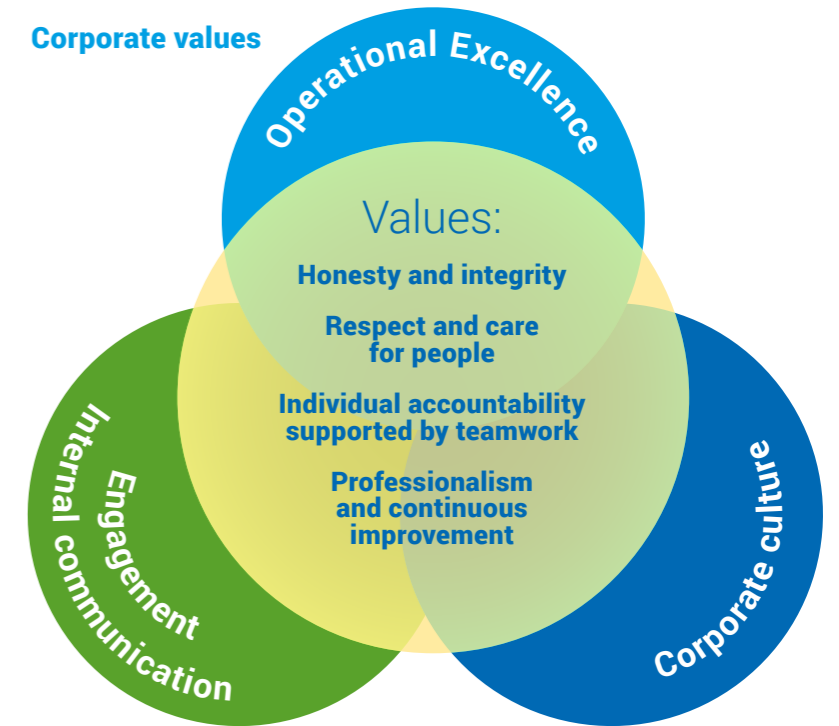 Corporate values
Operational Excellence
Values:
Honesty and integrity
Respect and care
for people
Individual accountability
supported by teamwork
Professionalism
and continuous
improvement
Engagement
Internal communication
Corporate culture